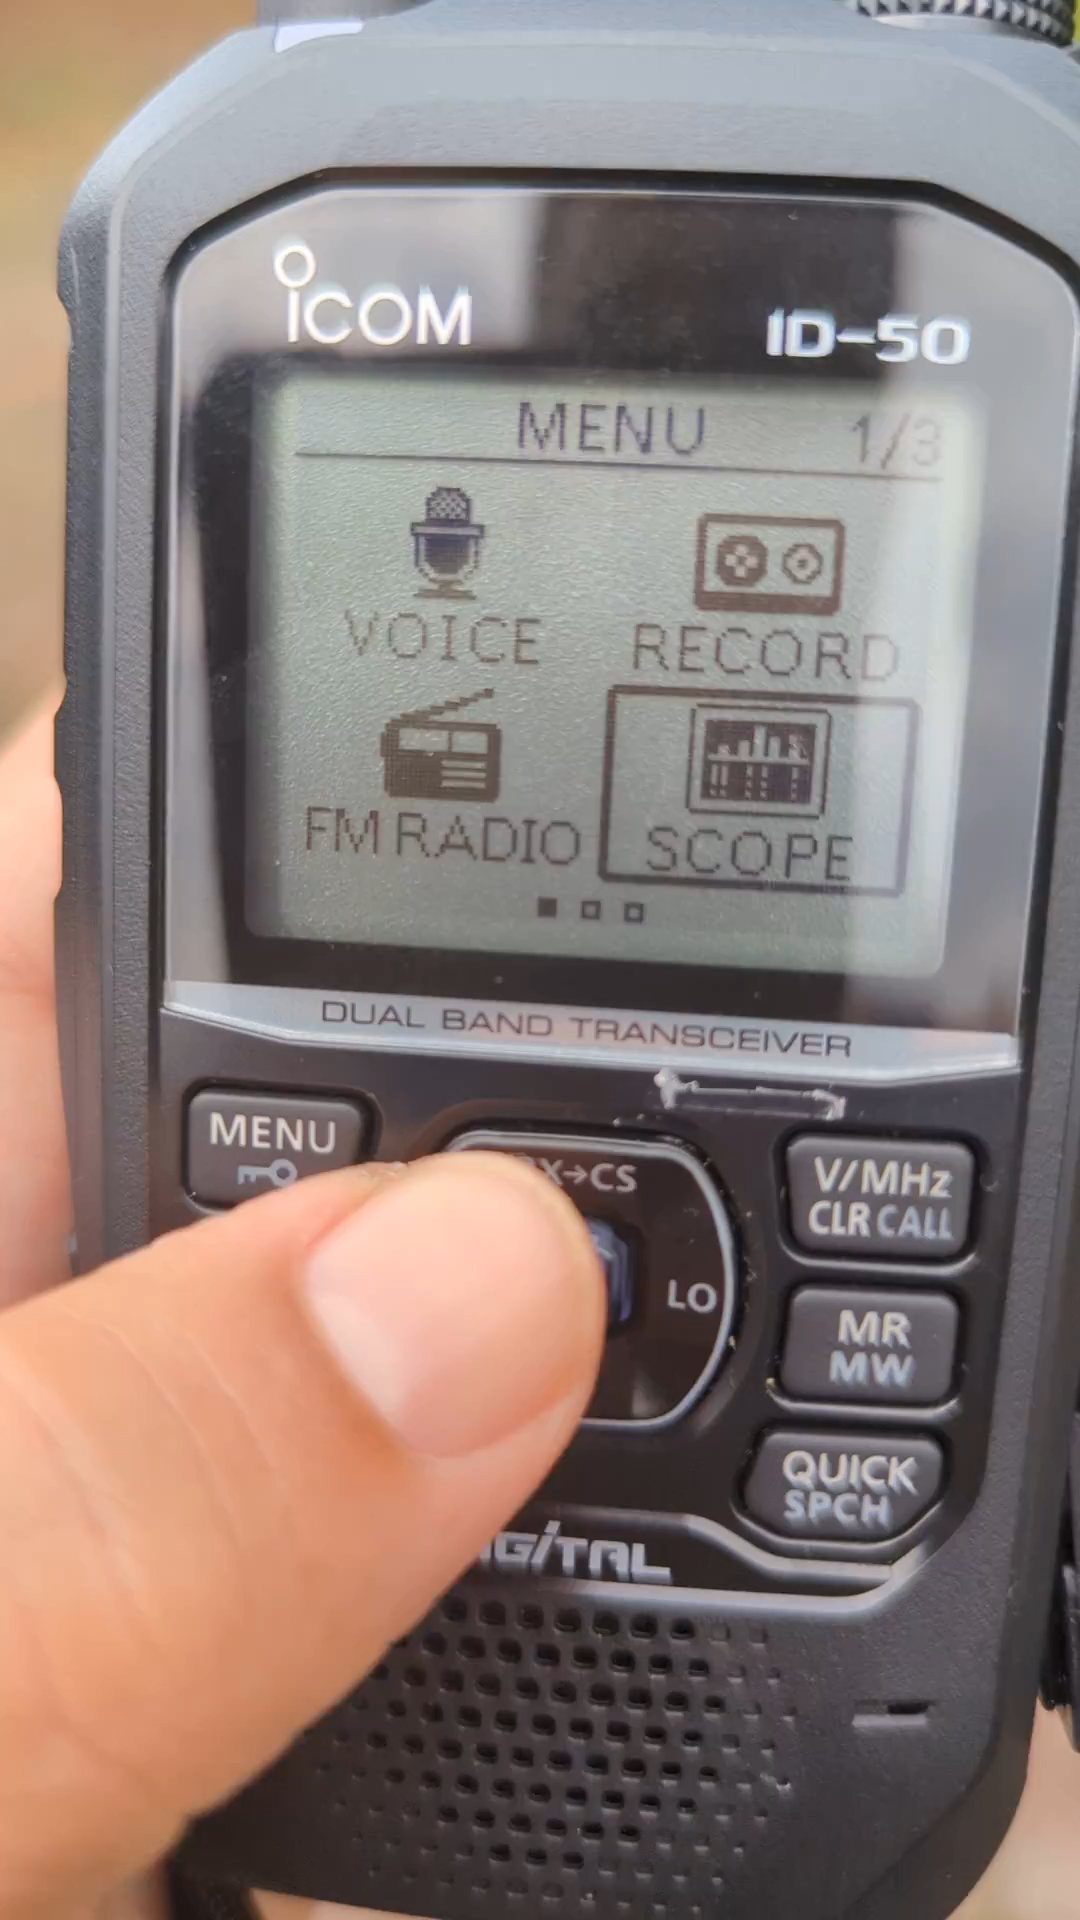 iCOM
ID-50
MENU 1/3
VOICE
RECORD
FM RADIO
SCOPE
DUAL BAND TRANSCEIVER
MENU
→CS
V/MHz
CLR CALL
LO
MR
MW
QUICK
SPCH